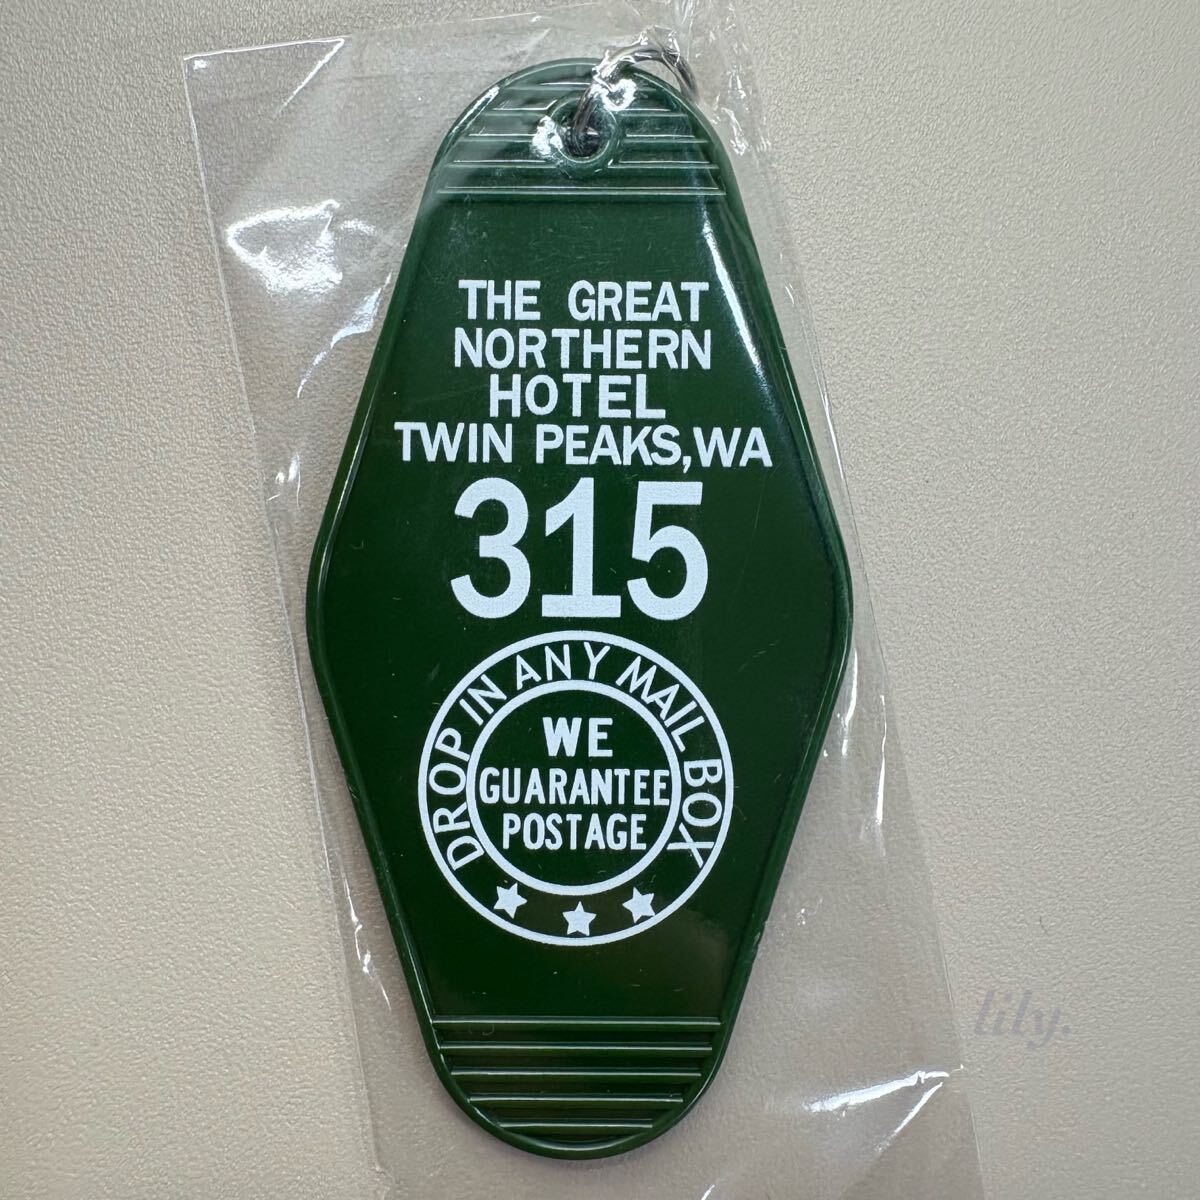 THE GREAT
NORTHERN
HOTEL
TWIN PEAKS,WA
315
DROP IN ANY MAIL BOX
WE
GUARANTEE
POSTAGE
lily.